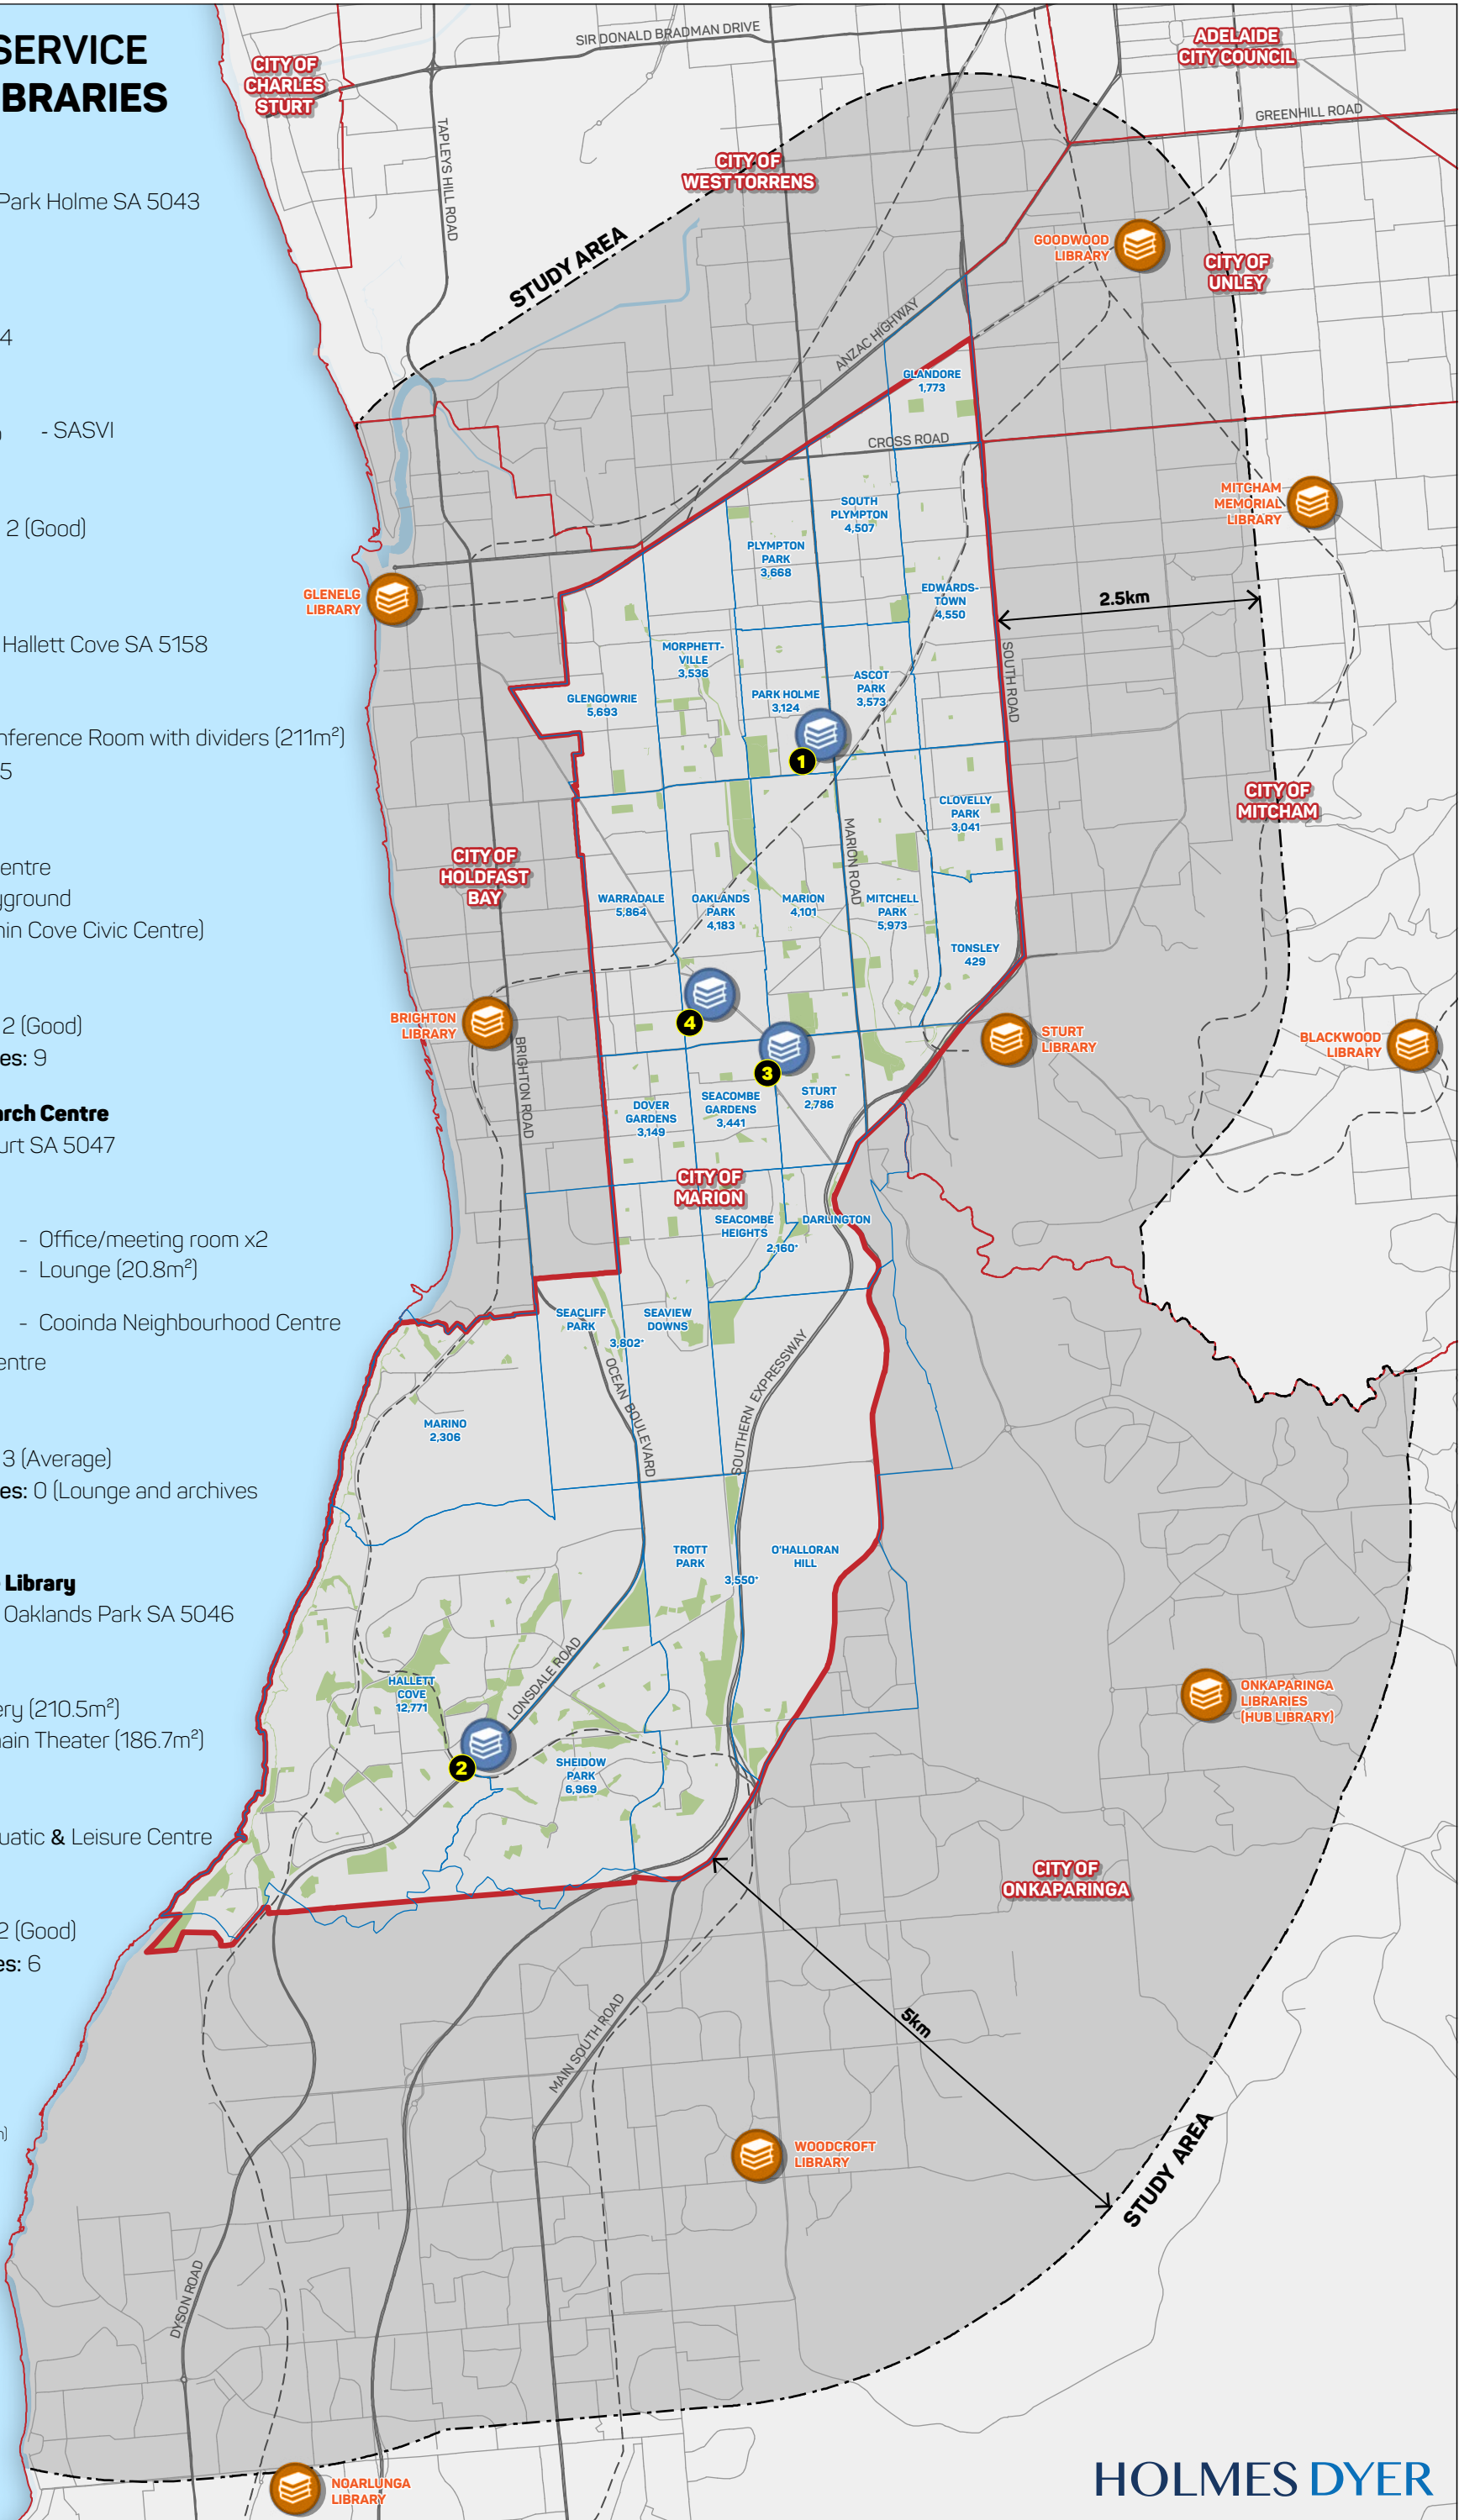 SERVICE
BRARIES
Park Holme SA 5043
4
- SASVI
2 (Good)
Hallett Cove SA 5158
nference Room with dividers (211m²)
5
entre
yground
hin Cove Civic Centre)
2 (Good)
es: 9
arch Centre
urt SA 5047
- Office/meeting room x2
- Lounge (20.8m²)
- Cooinda Neighbourhood Centre
entre
3 (Average)
es: 0 (Lounge and archives
Library
Oaklands Park SA 5046
ery (210.5m²)
ain Theater (186.7m²)
uatic & Leisure Centre
2 (Good)
es: 6
CITY OF
CHARLES
STURT
SIR DONALD BRADMAN DRIVE
ADELAIDE
CITY COUNCIL
GREENHILL ROAD
TAPLEYS HILL ROAD
CITY OF
WEST TORRENS
STUDY AREA
GOODWOOD
LIBRARY
CITY OF
UNLEY
ANZAC HIGHWAY
GLANDORE
1,773
CROSS ROAD
MITCHAM
MEMORIAL
LIBRARY
SOUTH
PLYMPTON
4,507
PLYMPTON
PARK
3,668
EDWARDS-
TOWN
4,550
2.5km
GLENELG
LIBRARY
MORPHETT-
VILLE
3,536
SOUTH ROAD
GLENGOWRIE
5,693
PARK HOLME
3,124
ASCOT
PARK
3,573
1
CLOVELLY
PARK
3,041
CITY OF
MITCHAM
MARION ROAD
CITY OF
HOLDFAST
BAY
WARRADALE
5,864
OAKLANDS
PARK
4,183
MARION
4,101
MITCHELL
PARK
5,973
TONSLEY
429
4
BRIGHTON
LIBRARY
STURT
LIBRARY
BLACKWOOD
LIBRARY
BRIGHTON ROAD
3
DOVER
GARDENS
3,149
SEACOMBE
GARDENS
3,441
STURT
2,786
CITY OF
MARION
SEACOMBE
HEIGHTS
DARLINGTON
2,160*
SEACLIFF
PARK
SEAVIEW
DOWNS
3,802*
OCEAN BOULEVARD
SOUTHERN EXPRESSWAY
MARINO
2,306
TROTT
PARK
O'HALLORAN
HILL
3,550*
HALLETT
COVE
12,771
LONSDALE ROAD
2
SHEIDOW
PARK
6,969
ONKAPARINGA
LIBRARIES
(HUB LIBRARY)
CITY OF
ONKAPARINGA
5km
MAIN SOUTH ROAD
WOODCROFT
LIBRARY
STUDY AREA
DYSON ROAD
NOARLUNGA
LIBRARY
HOLMES DYER